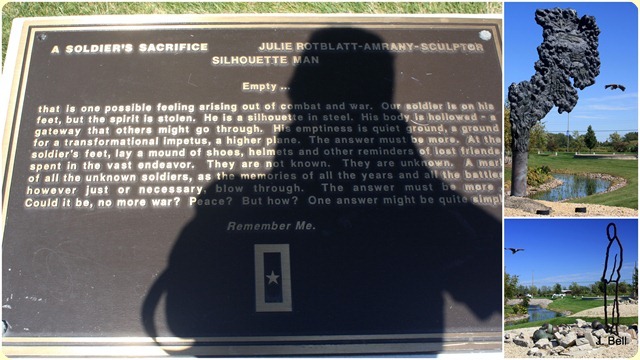 A SOLDIER'S SACRIFICE JULIE ROTBLATT-AMRANY-SCULPTOR
SILHOUETTE MAN
Empty ...
that is one possible feeling arising out of combat and war. Our soldier is on his
feet, but the spirit is stolen. He is a silhouette in steel. His body is hollowed - a
gateway that others might go through. His emptiness is quiet ground, a ground
for a transformational impetus, a higher plane. The answer must be more. At the
soldier's feet, lay a mound of shoes, helmets and other reminders of lost friends,
spent in the vast endeavor. They are not known. They are unknown. A mark
of all the unknown soldiers, as the memories of all the years and all the battle
however just or necessary, blow through. The answer must be more
Could it be, no more war? Peace? But how? One answer might be quite simpl
Remember Me.
J. Bell